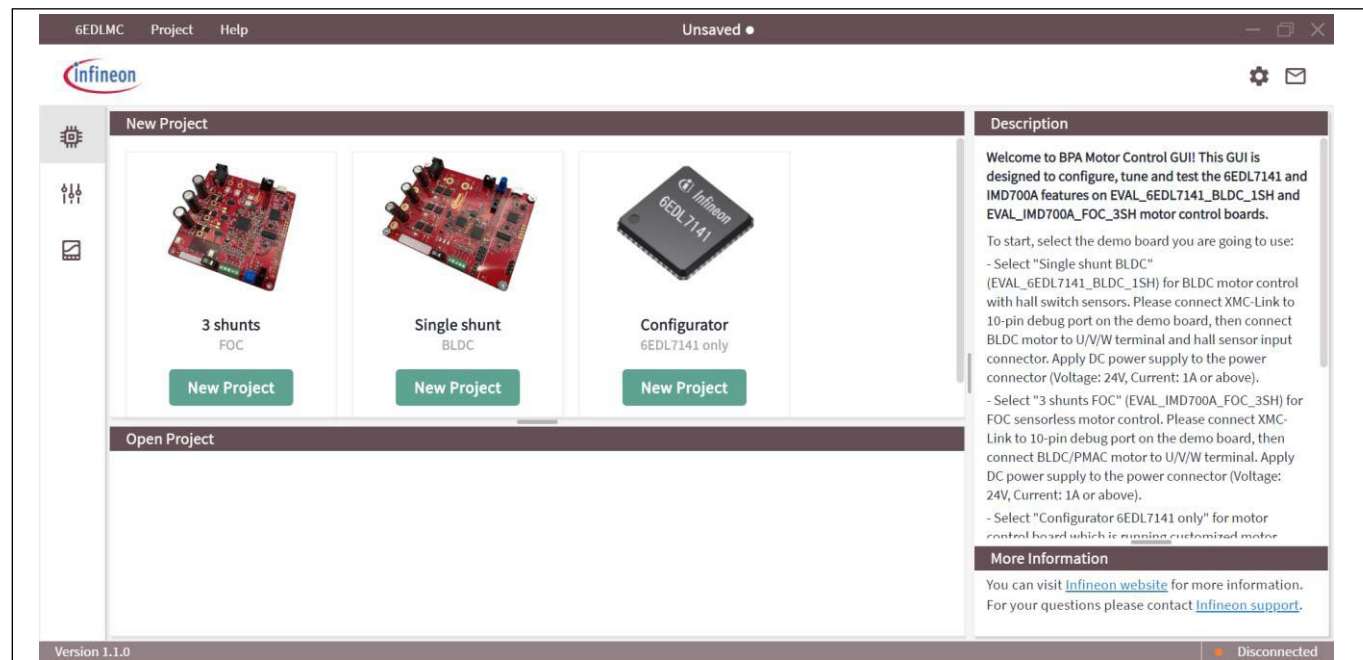 6EDLMC Project Help Unsaved
infineon
New Project
3 shunts
FOC
New Project
Single shunt
BLDC
New Project
Infineon
6EDL7141
Configurator
6EDL7141 only
New Project
Open Project
Description
Welcome to BPA Motor Control GUI! This GUI is
designed to configure, tune and test the 6EDL7141 and
IMD700A features on EVAL_6EDL7141_BLDC_1SH and
EVAL_IMD700A_FOC_3SH motor control boards.
To start, select the demo board you are going to use:
- Select "Single shunt BLDC"
(EVAL_6EDL7141_BLDC_1SH) for BLDC motor control
with hall switch sensors. Please connect XMC-Link to
10-pin debug port on the demo board, then connect
BLDC motor to U/V/W terminal and hall sensor input
connector. Apply DC power supply to the power
connector (Voltage: 24V, Current: 1A or above).
- Select "3 shunts FOC" (EVAL_IMD700A_FOC_3SH) for
FOC sensorless motor control. Please connect XMC-
Link to 10-pin debug port on the demo board, then
connect BLDC/PMAC motor to U/V/W terminal. Apply
DC power supply to the power connector (Voltage:
24V, Current: 1A or above).
- Select "Configurator 6EDL7141 only" for motor
control board which is running customized motor
More Information
You can visit Infineon website for more information.
For your questions please contact Infineon support.
Version 1.1.0
Disconnected